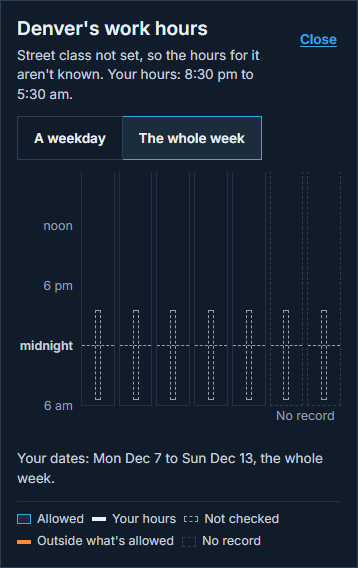 Denver's work hours
Close
Street class not set, so the hours for it
aren't known. Your hours: 8:30 pm to
5:30 am.
A weekday
The whole week
noon
6 pm
midnight
6 am
No record
Your dates: Mon Dec 7 to Sun Dec 13, the whole
week.
Allowed Your hours Not checked
Outside what's allowed No record